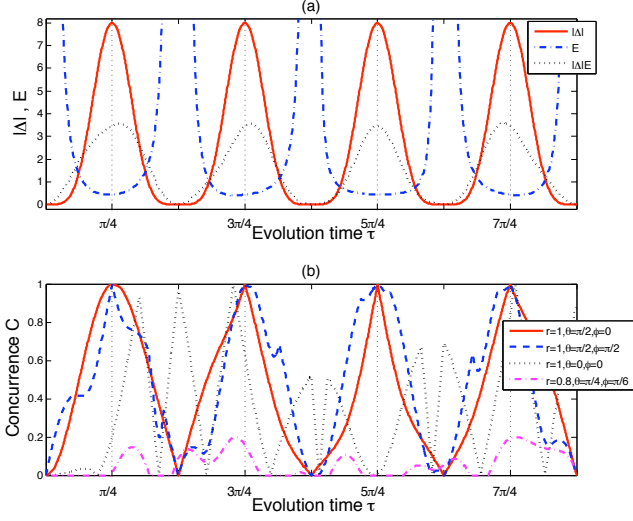 (a)
8
7
6
5
4
3
2
1
0
|Δ| , E
|Δ|
E
|Δ|E
π/4
3π/4
5π/4
7π/4
Evolution time τ
(b)
1
0.8
0.6
0.4
0.2
0
Concurrence C
r=1,θ=π/2,ϕ=0
r=1,θ=π/2,ϕ=π/2
r=1,θ=0,ϕ=0
r=0.8,θ=π/4,ϕ=π/6
π/4
3π/4
5π/4
7π/4
Evolution time τ